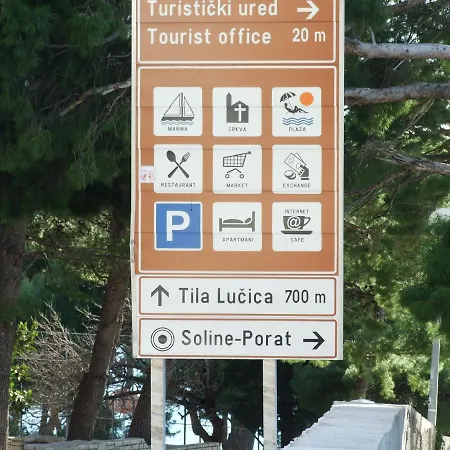 Turistički ured
Tourist office 20 m
MARINA CRKVA PLAŽA
RESTAURANT MARKET EXCHANGE
P APARTMANI INTERNET @ CAFE
Tila Lučica 700 m
Soline-Porat